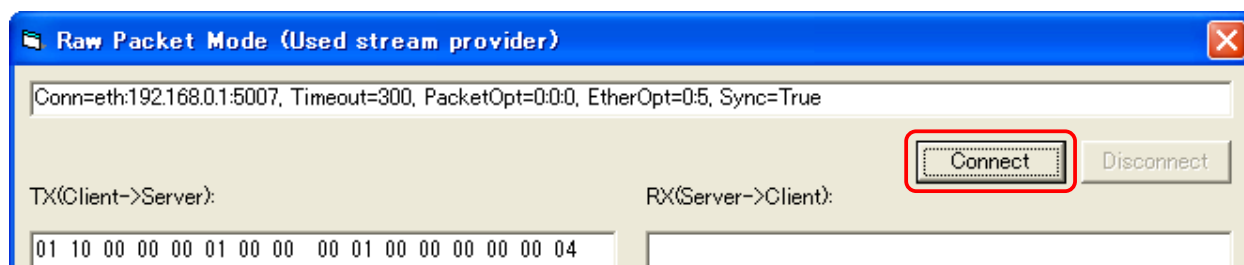 Raw Packet Mode (Used stream provider)
Conn=eth:192.168.0.1:5007, Timeout=300, PacketOpt=0:0:0, EtherOpt=0:5, Sync=True
Connect Disconnect
TX(Client->Server): RX(Server->Client):
01 10 00 00 00 01 00 00  00 01 00 00 00 00 00 04